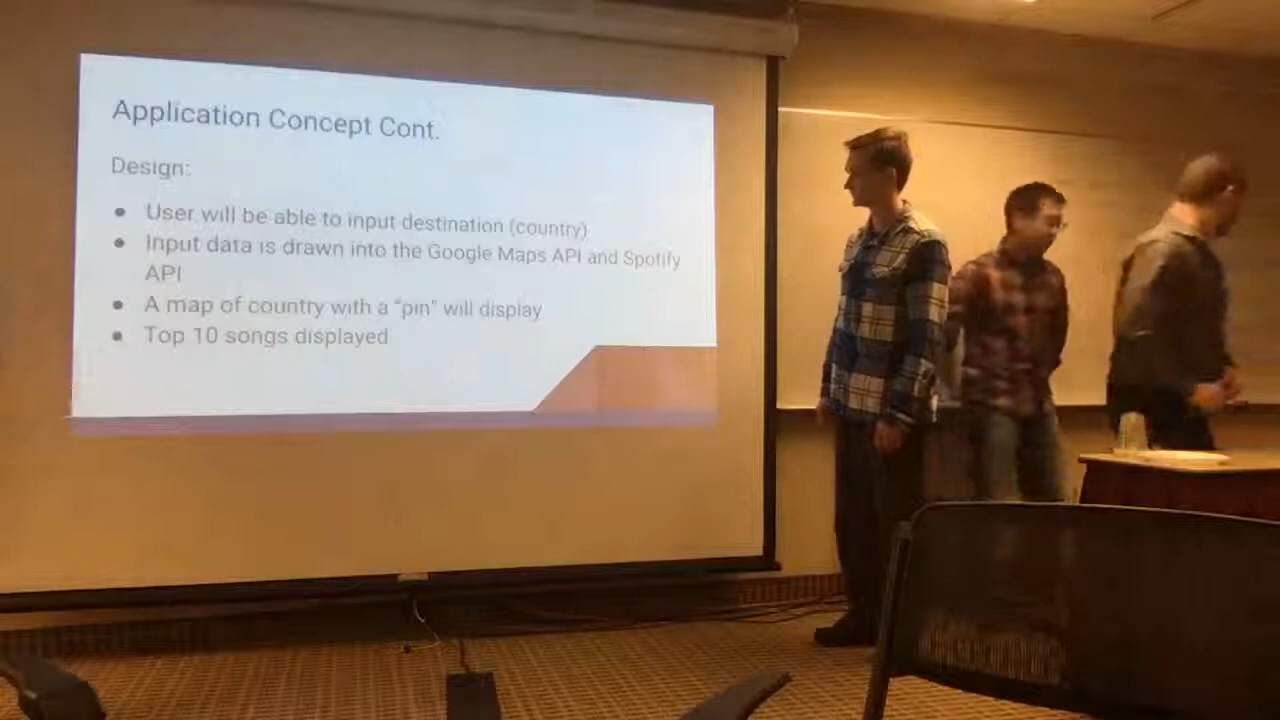 Application Concept Cont.
Design:
● User will be able to input destination (country)
● Input data is drawn into the Google Maps API and Spotify
API
● A map of country with a “pin” will display
● Top 10 songs displayed